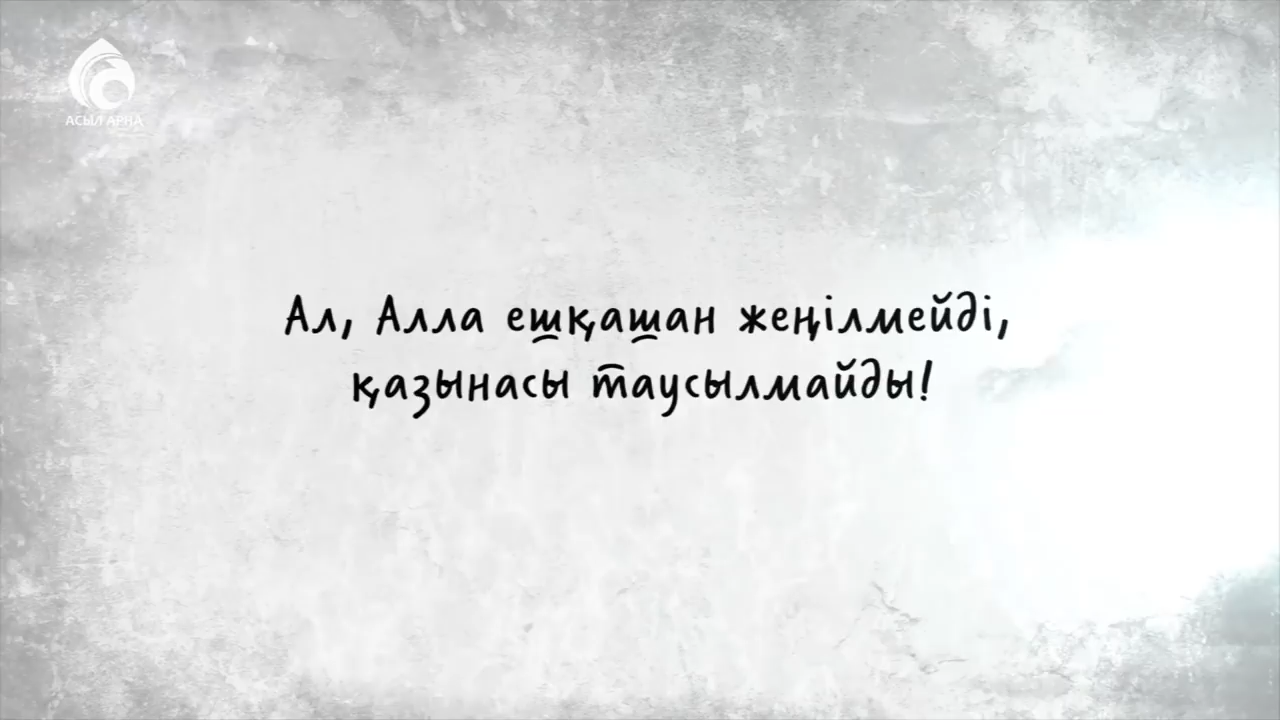 АСЫЛ АРНА
Ал, Алла ешқашан жеңілмейді,
қазынасы таусылмайды!